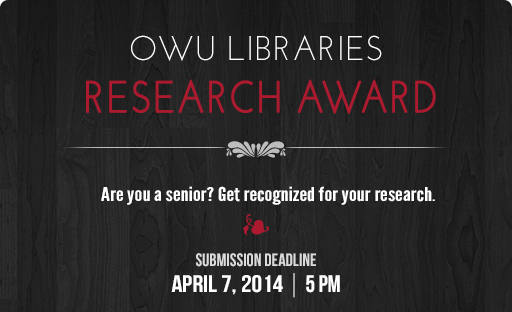 OWU LIBRARIES
RESEARCH AWARD
Are you a senior? Get recognized for your research.
SUBMISSION DEADLINE
APRIL 7, 2014 | 5 PM